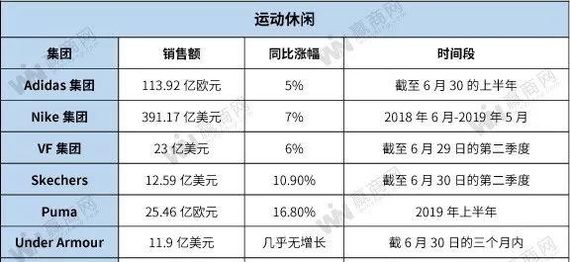 运动休闲
集团 销售额 同比涨幅 时间段
Adidas 集团 113.92 亿欧元 5% 截至 6 月 30 的上半年
Nike 集团 391.17 亿美元 7% 2018 年 6 月-2019 年 5 月
VF 集团 23 亿美元 6% 截至 6 月 29 日的第二季度
Skechers 12.59 亿美元 10.90% 截至 6 月 30 日的第二季度
Puma 25.46 亿欧元 16.80% 2019 年上半年
Under Armour 11.9 亿美元 几乎无增长 截 6 月 30 日的三个月内